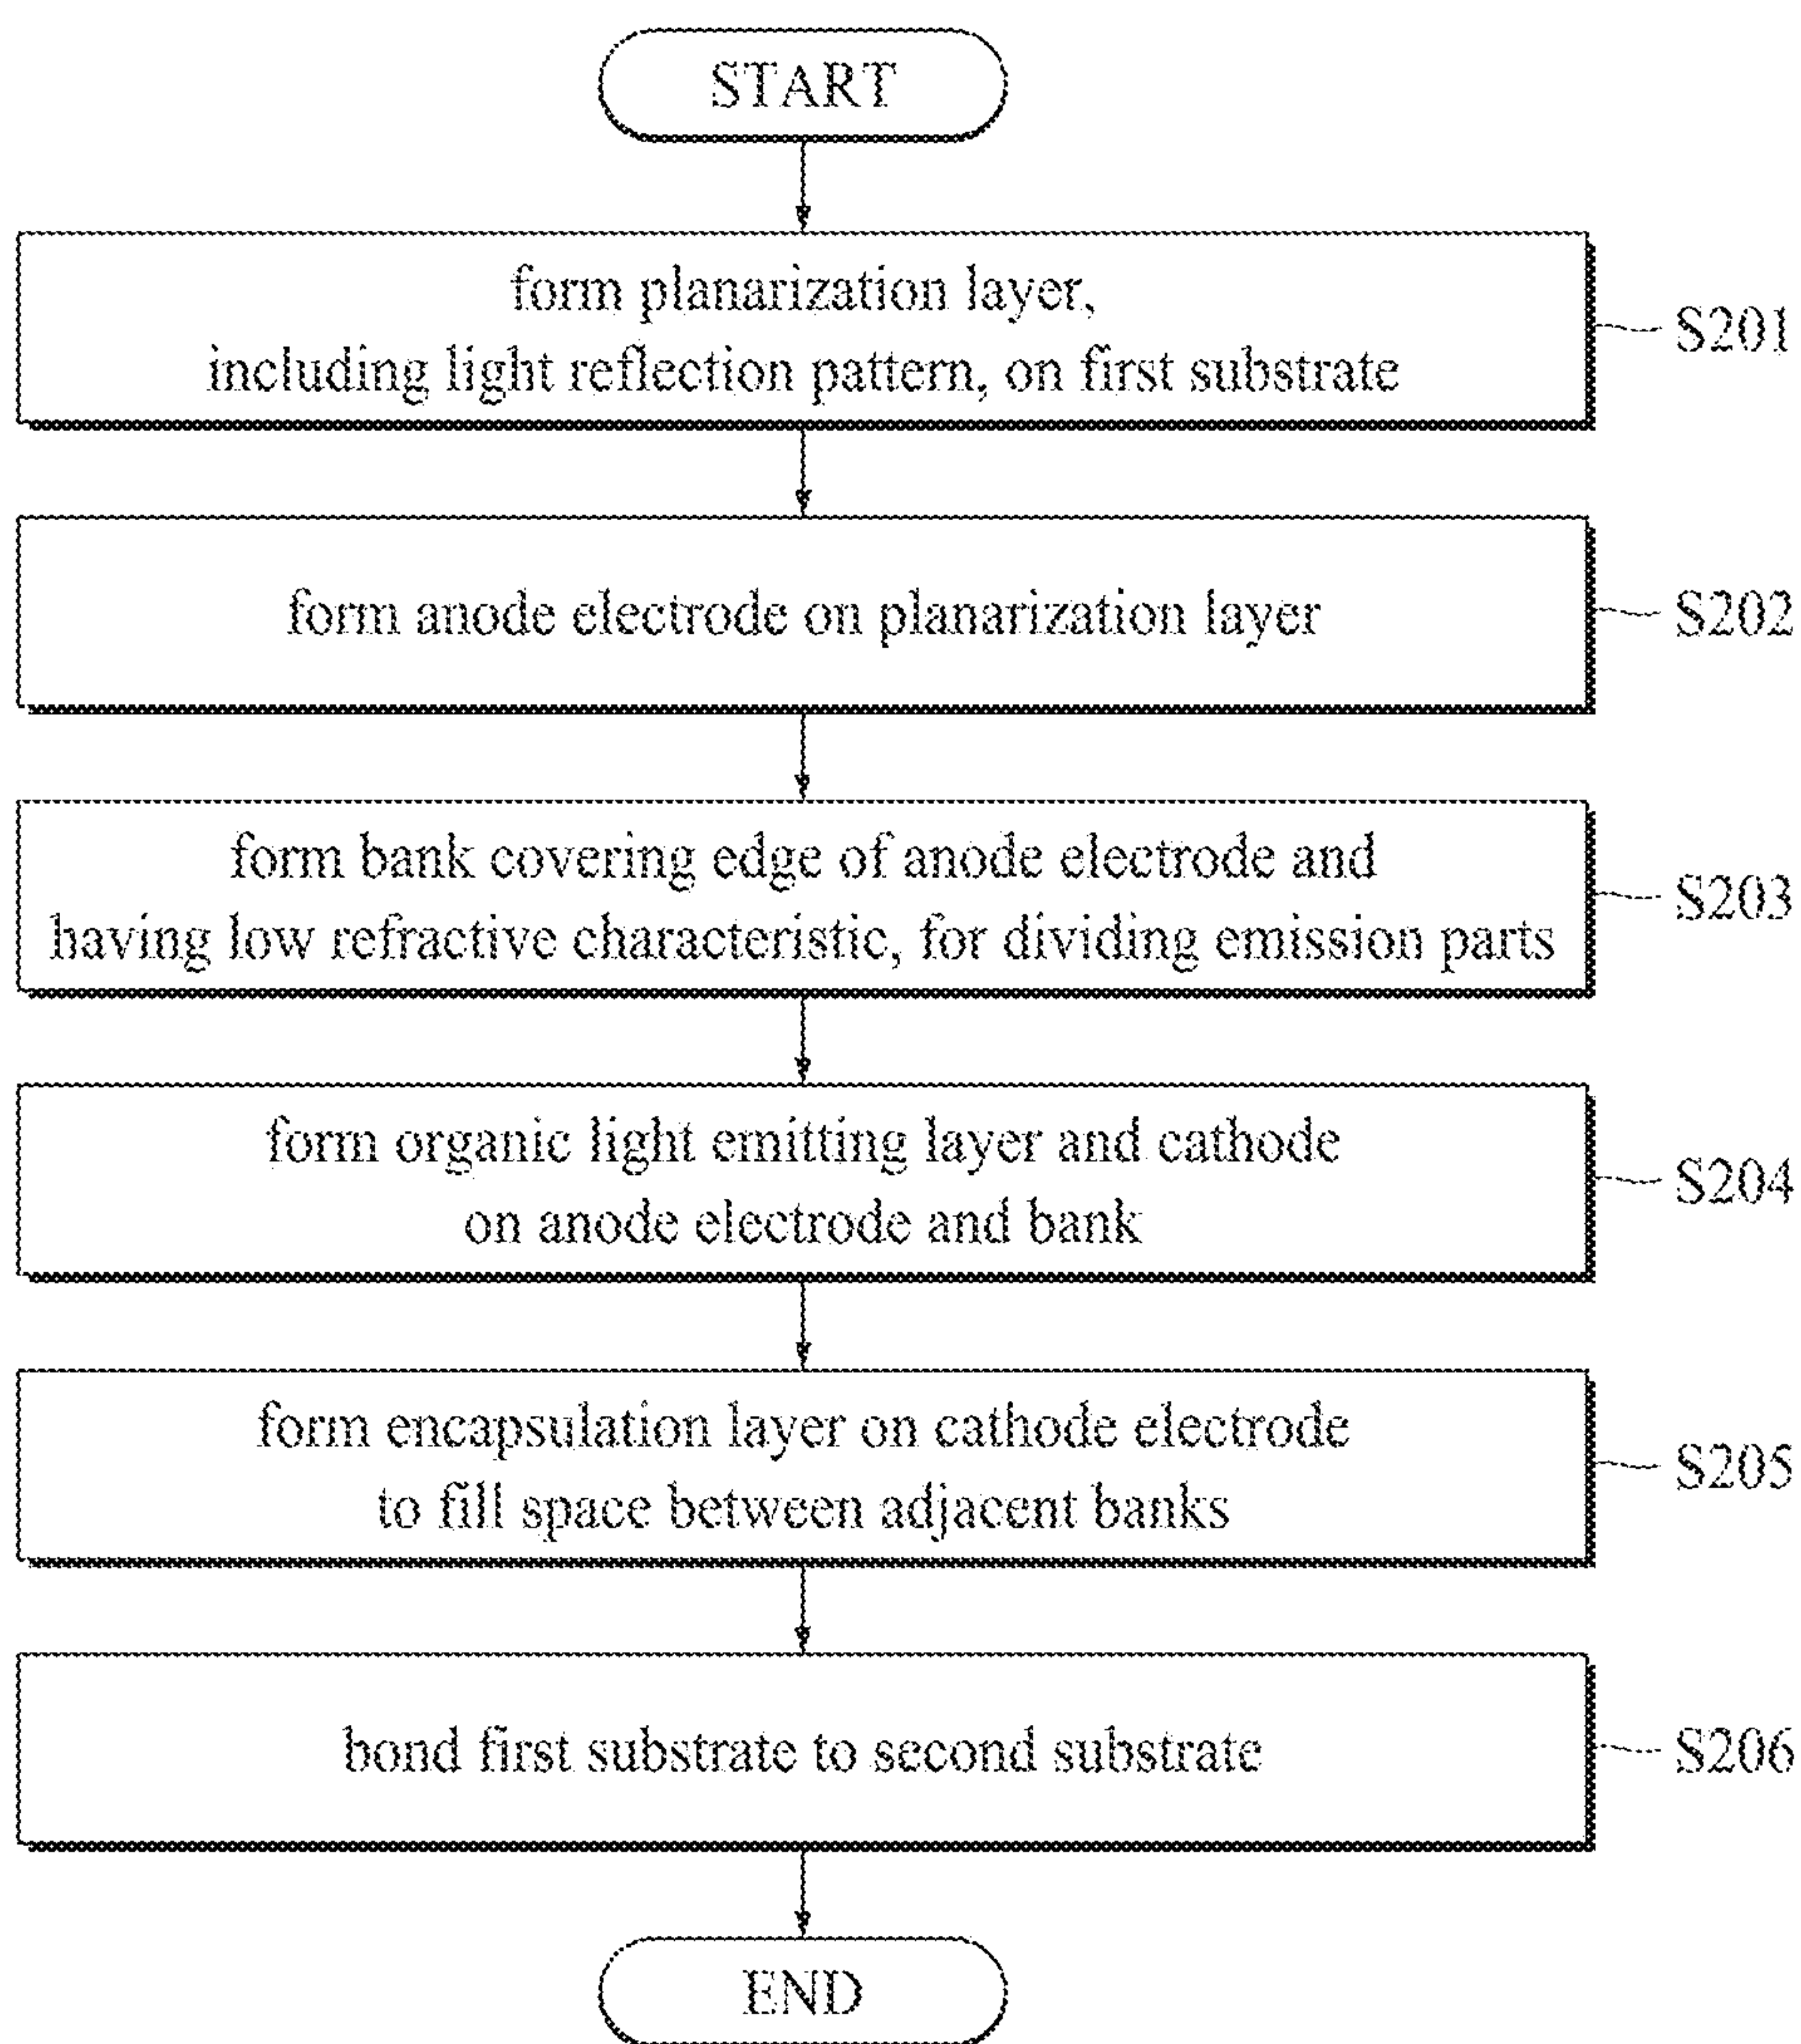 START
form planarization layer,
including light reflection pattern, on first substrate
S201
form anode electrode on planarization layer
S202
form bank covering edge of anode electrode and
having low refractive characteristic, for dividing emission parts
S203
form organic light emitting layer and cathode
on anode electrode and bank
S204
form encapsulation layer on cathode electrode
to fill space between adjacent banks
S205
bond first substrate to second substrate
S206
END